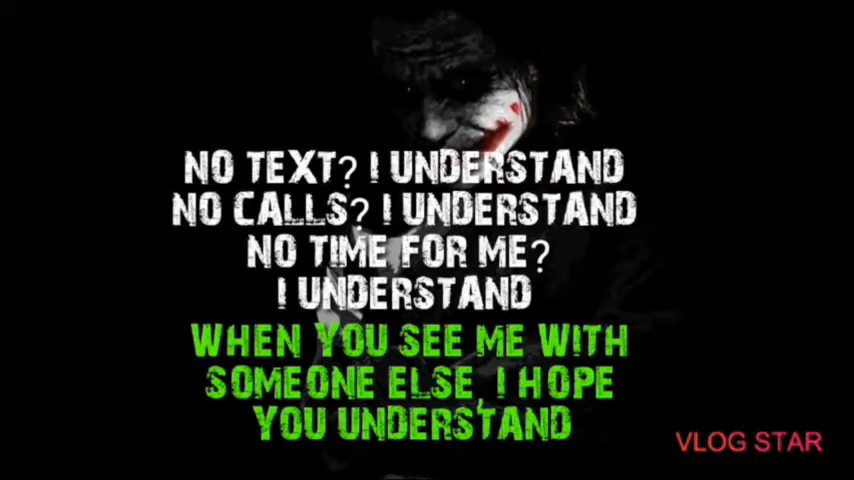 NO TEXT? I UNDERSTAND
NO CALLS? I UNDERSTAND
NO TIME FOR ME?
I UNDERSTAND
WHEN YOU SEE ME WITH
SOMEONE ELSE, I HOPE
YOU UNDERSTAND
VLOG STAR